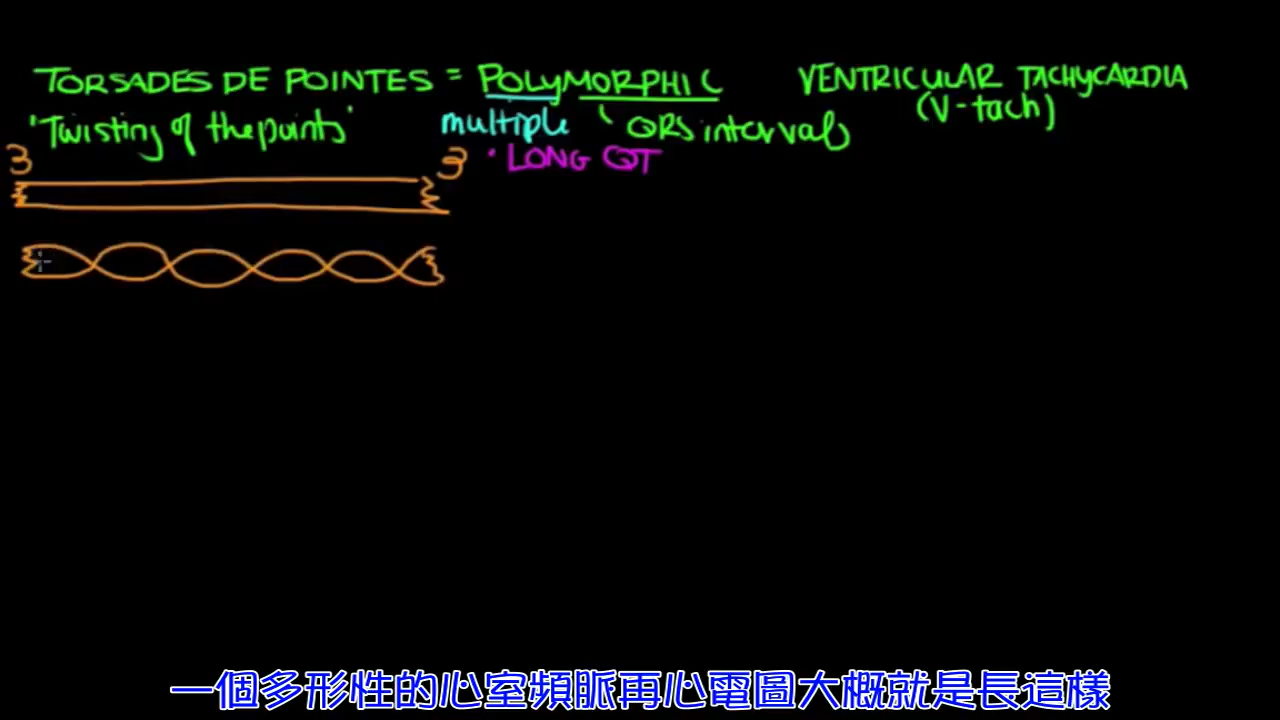 TORSADES DE POINTES = POLYMORPHIC VENTRICULAR TACHYCARDIA
(V-tach)
'Twisting of the points' multiple QRS intervals
• LONG QT
一個多形性的心室頻脈再心電圖大概就是長這樣